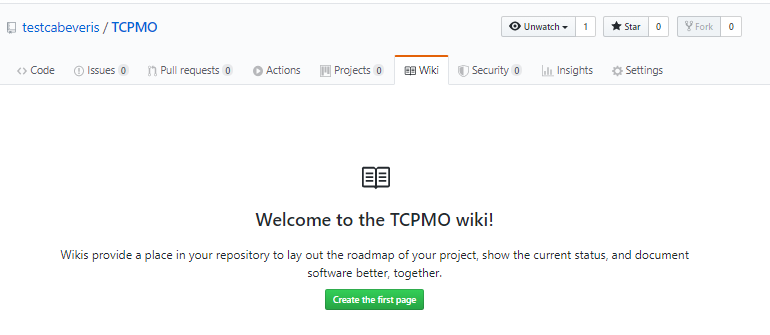 testcabeveris / TCPMO Unwatch 1 Star 0 Fork 0
Code Issues 0 Pull requests 0 Actions Projects 0 Wiki Security 0 Insights Settings
Welcome to the TCPMO wiki!
Wikis provide a place in your repository to lay out the roadmap of your project, show the current status, and document
software better, together.
Create the first page